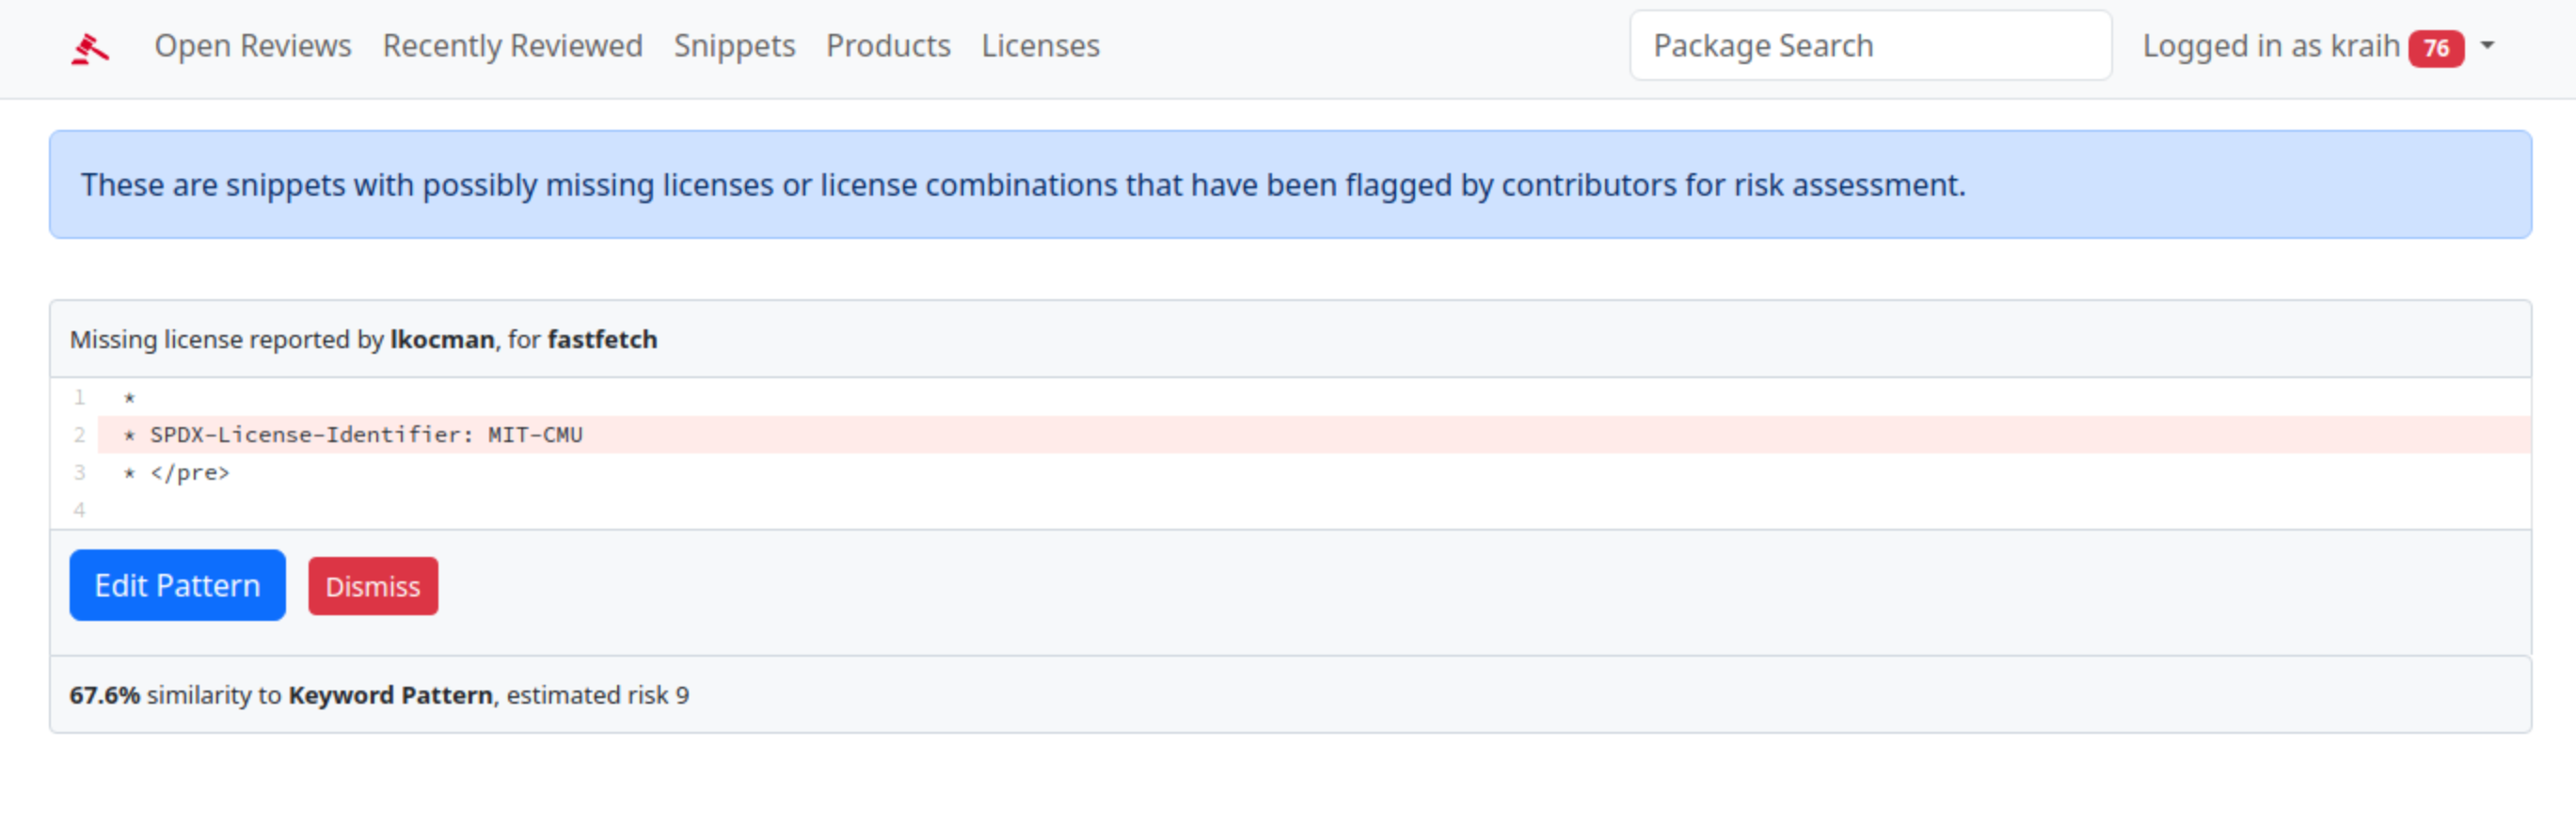 Open Reviews Recently Reviewed Snippets Products Licenses Package Search Logged in as kraih 76
These are snippets with possibly missing licenses or license combinations that have been flagged by contributors for risk assessment.
Missing license reported by lkocman, for fastfetch
1 *
2 * SPDX-License-Identifier: MIT-CMU
3 * </pre>
4
Edit Pattern Dismiss
67.6% similarity to Keyword Pattern, estimated risk 9